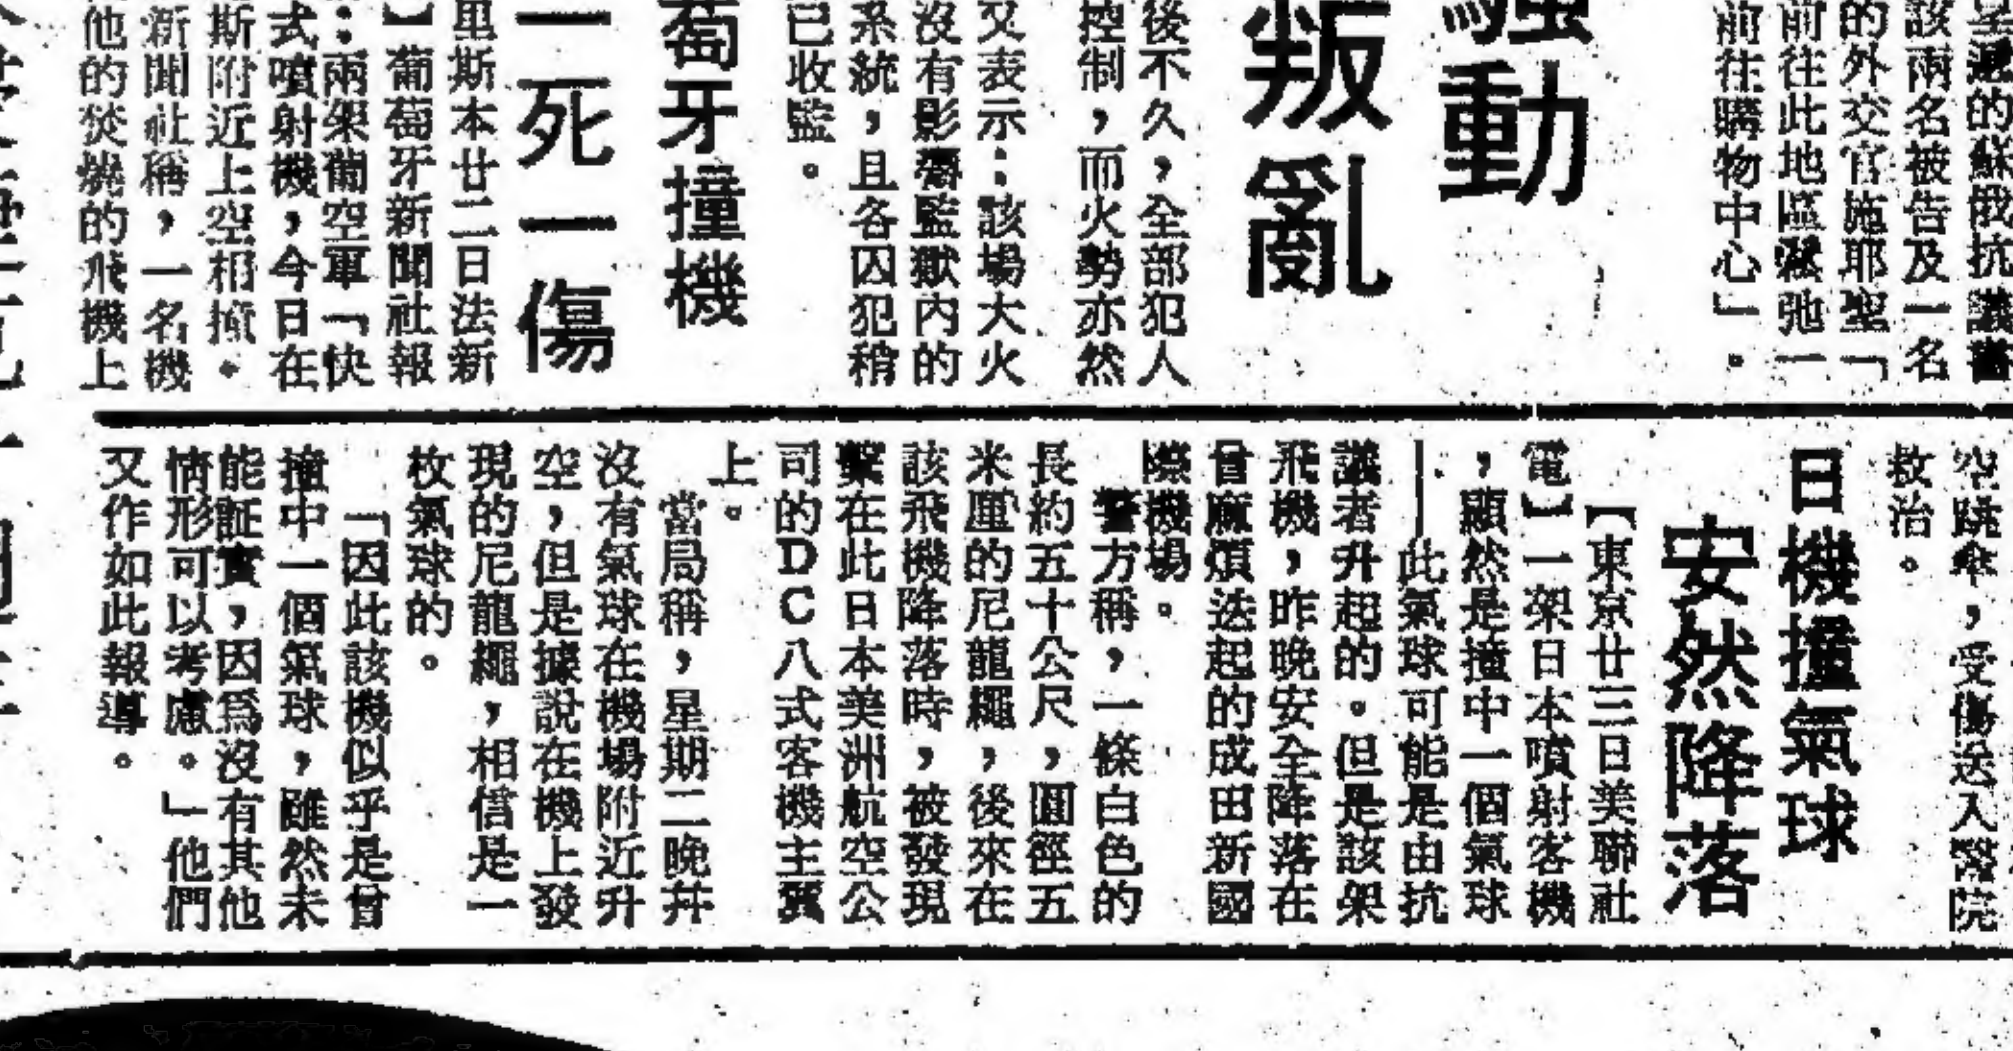 星遞的蘇俄抗議書
該兩名被告及一名
的外交官施耶聖「
前往此地區
弛一
前往購物中心」。
騷動
叛亂
後不久，全部犯人
控制，而火勢亦然
又表示：該場大火
沒有影響監獄內的
系統，且各囚犯稍
已收監。
萄牙撞機
一死一傷
里斯本廿二日法新
】葡萄牙新聞社報
：兩架葡空軍「快
式噴射機，今日在
斯附近上空相撞。
新聞社稱，一名機
他的焚燒的飛機上
空跳傘，受傷送入醫院
救治。
日機撞氣球
安然降落
【東京廿三日美聯社
電】一架日本噴射客機
，顯然是撞中一個氣球
—此氣球可能是由抗
議者升起的。但是該架
飛機，昨晚安全降落在
曾麻煩迭起的成田新國
際機場。
警方稱，一條白色的
長約五十公尺，圓徑五
米厘的尼龍繩，後來在
該飛機降落時，被發現
繫在此日本美洲航空公
司的DC八式客機主翼
上。
當局稱，星期二晚幷
沒有氣球在機場附近升
空，但是據說在機上發
現的尼龍繩，相信是一
枚氣球的。
「因此該機似乎是曾
撞中一個氣球，雖然未
能証實，因爲沒有其他
情形可以考慮。」他們
又作如此報導。